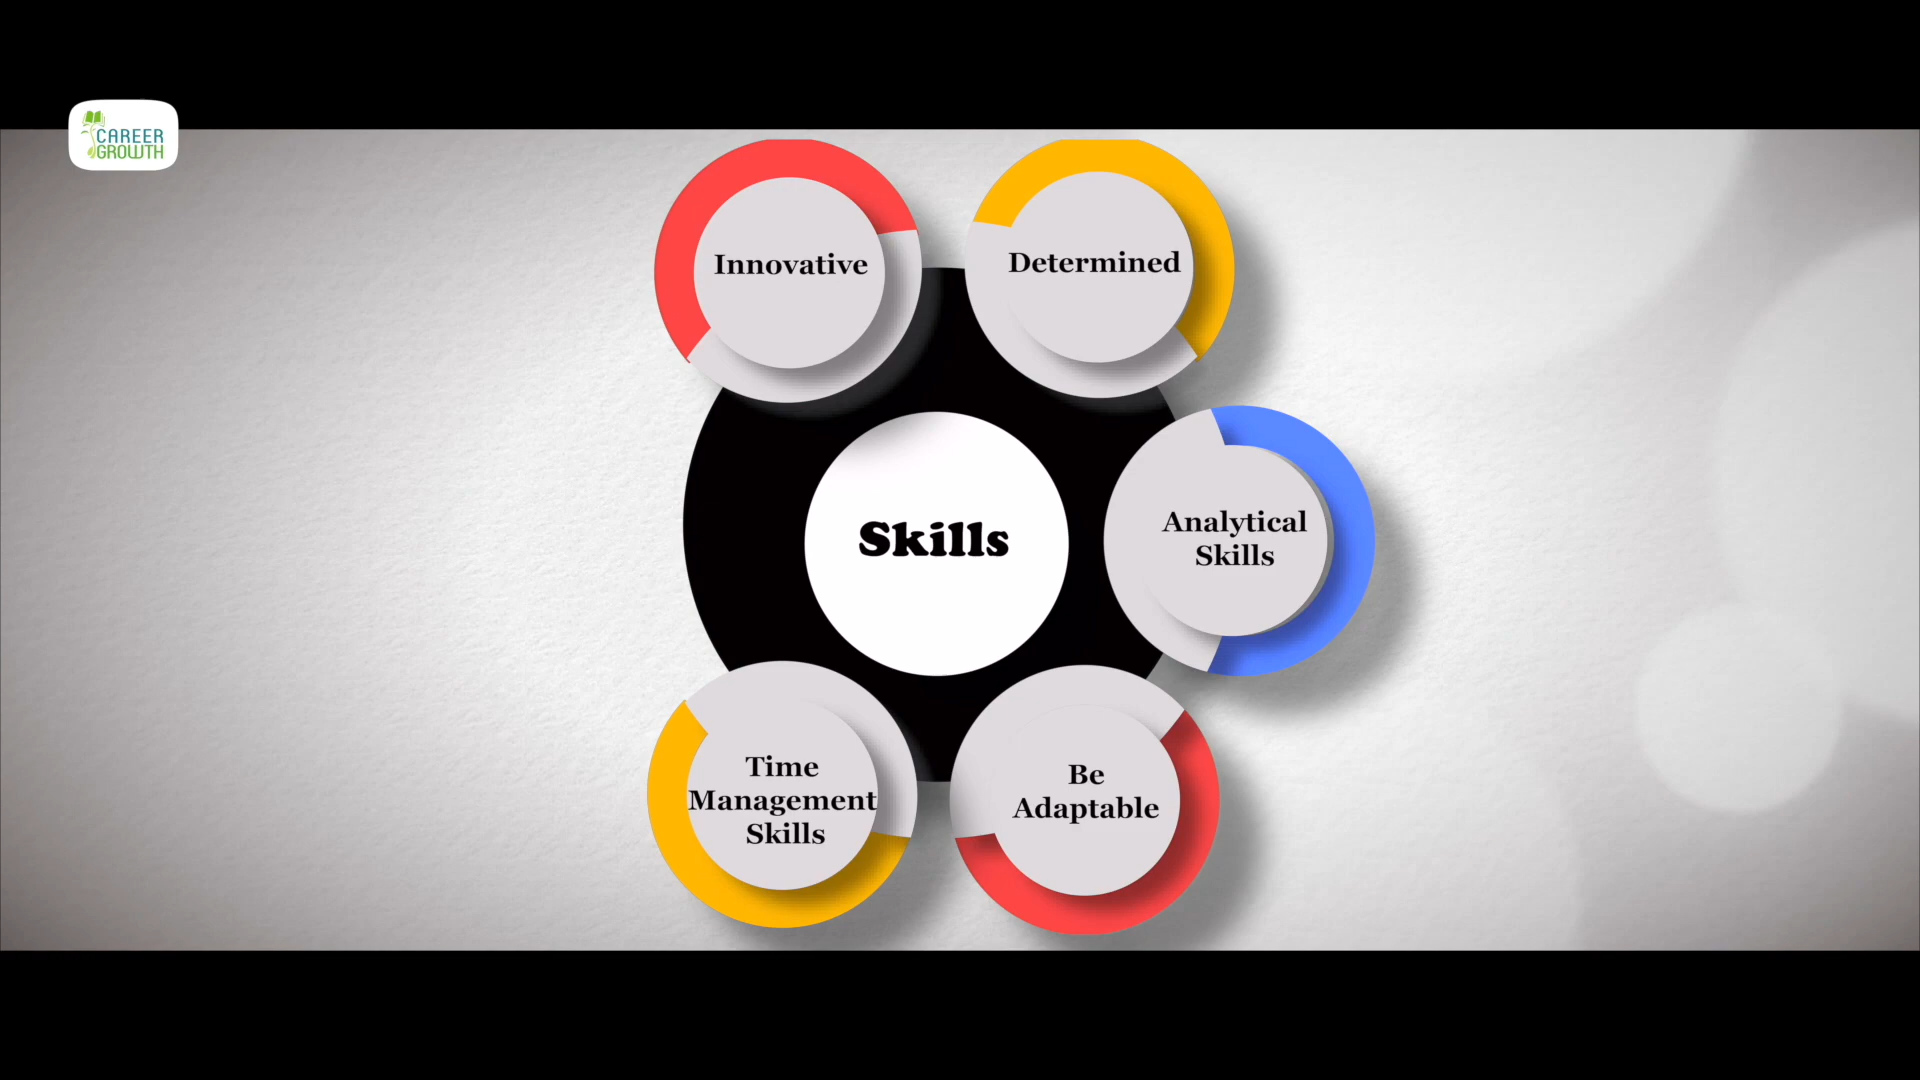 CAREER
GROWTH
Innovative
Determined
Skills
Analytical
Skills
Time
Management
Skills
Be
Adaptable